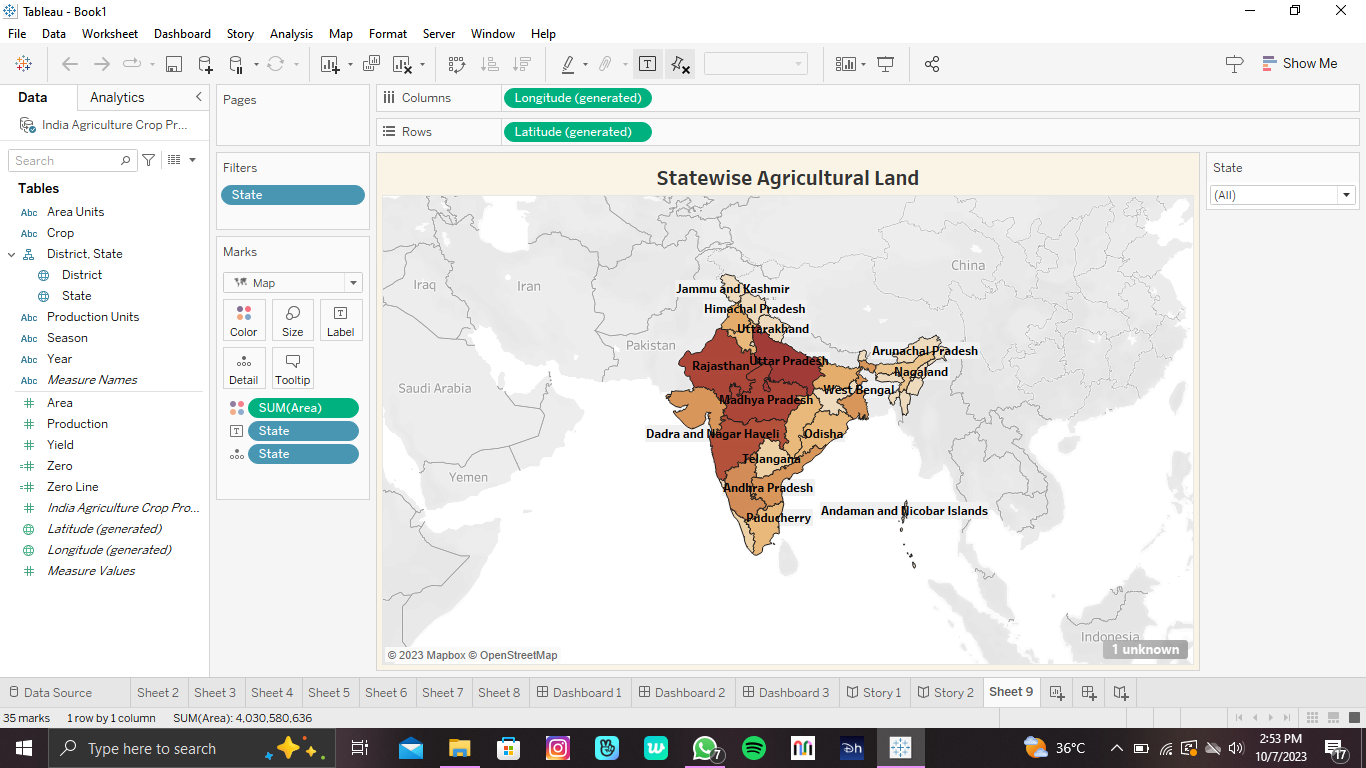 Tableau - Book1
File Data Worksheet Dashboard Story Analysis Map Format Server Window Help
Show Me
Data Analytics
India Agriculture Crop Pr...
Search
Tables
Abc Area Units
Abc Crop
District, State
District
State
Abc Production Units
Abc Season
Abc Year
Abc Measure Names
Area
Production
Yield
Zero
Zero Line
India Agriculture Crop Pro...
Latitude (generated)
Longitude (generated)
Measure Values
Pages
Filters
State
Marks
Map
Color Size Label
Detail Tooltip
SUM(Area)
State
State
Columns Longitude (generated)
Rows Latitude (generated)
Statewise Agricultural Land
China
Iraq
Iran
Jammu and Kashmir
Himachal Pradesh
Uttarakhand
Pakistan
Arunachal Pradesh
Uttar Pradesh
Rajasthan
Nagaland
Saudi Arabia
West Bengal
Madhya Pradesh
Dadra and Nagar Haveli
Odisha
Telangana
Yemen
Andhra Pradesh
Andaman and Nicobar Islands
Puducherry
Indonesia
1 unknown
© 2023 Mapbox © OpenStreetMap
State
(All)
Data Source Sheet 2 Sheet 3 Sheet 4 Sheet 5 Sheet 6 Sheet 7 Sheet 8 Dashboard 1 Dashboard 2 Dashboard 3 Story 1 Story 2 Sheet 9
35 marks 1 row by 1 column SUM(Area): 4,030,580,636
Type here to search
7
36°C
2:53 PM
10/7/2023
17